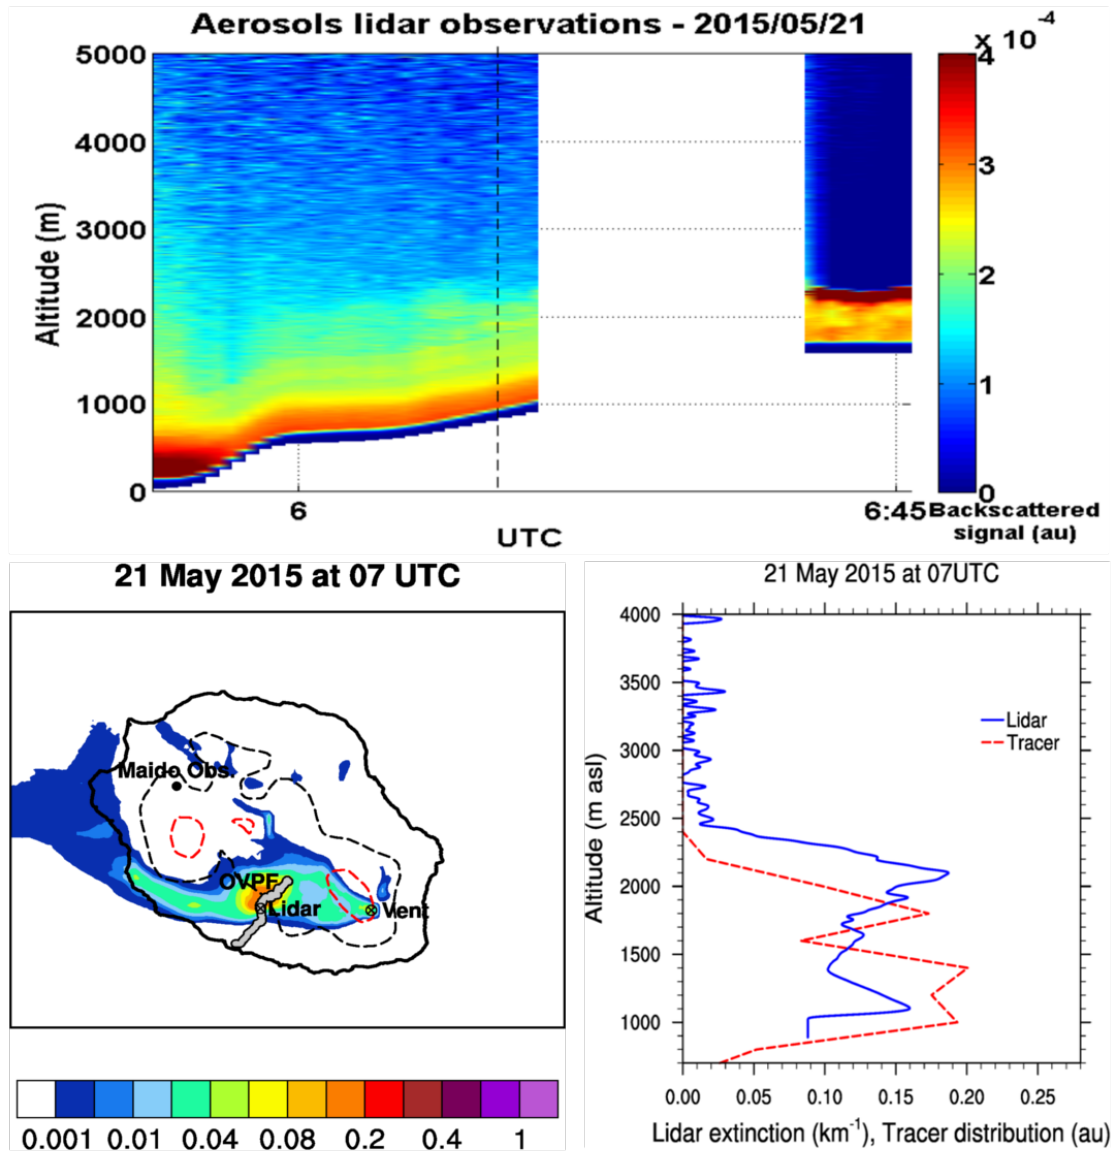 Aerosols lidar observations - 2015/05/21
x 10
-4
5000
4000
3000
2000
1000
0
Altitude (m)
6
6:45
UTC
4
3
2
1
0
Backscattered
signal (au)
21 May 2015 at 07 UTC
Maido Obs.
OVPF
Lidar
Vent
0.001 0.01 0.04 0.08 0.2 0.4 1
21 May 2015 at 07UTC
4000
3500
3000
2500
2000
1500
1000
Altitude (m asl)
Lidar
Tracer
0.00 0.05 0.10 0.15 0.20 0.25
Lidar extinction (km-1), Tracer distribution (au)